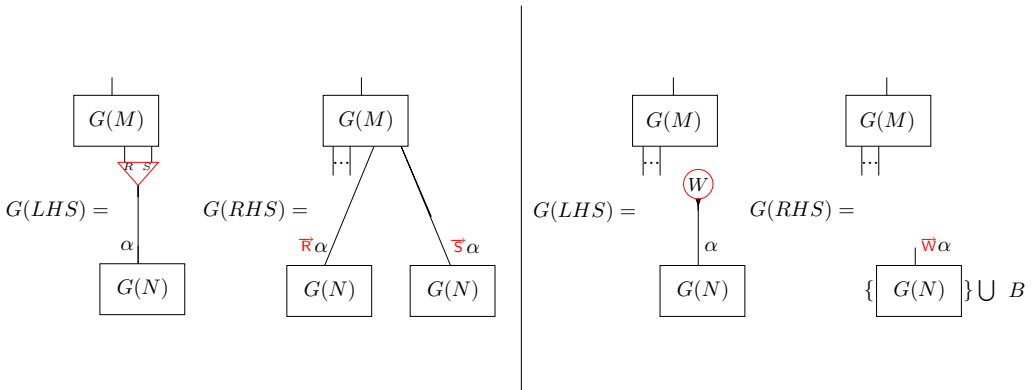 G(M) G(M) G(M) G(M)
... ... ...
R S W
G(LHS) = G(RHS) = G(LHS) = G(RHS) =
α R⃗α S⃗α α W⃗α
G(N) G(N) G(N) G(N) { G(N) } ⋃ B